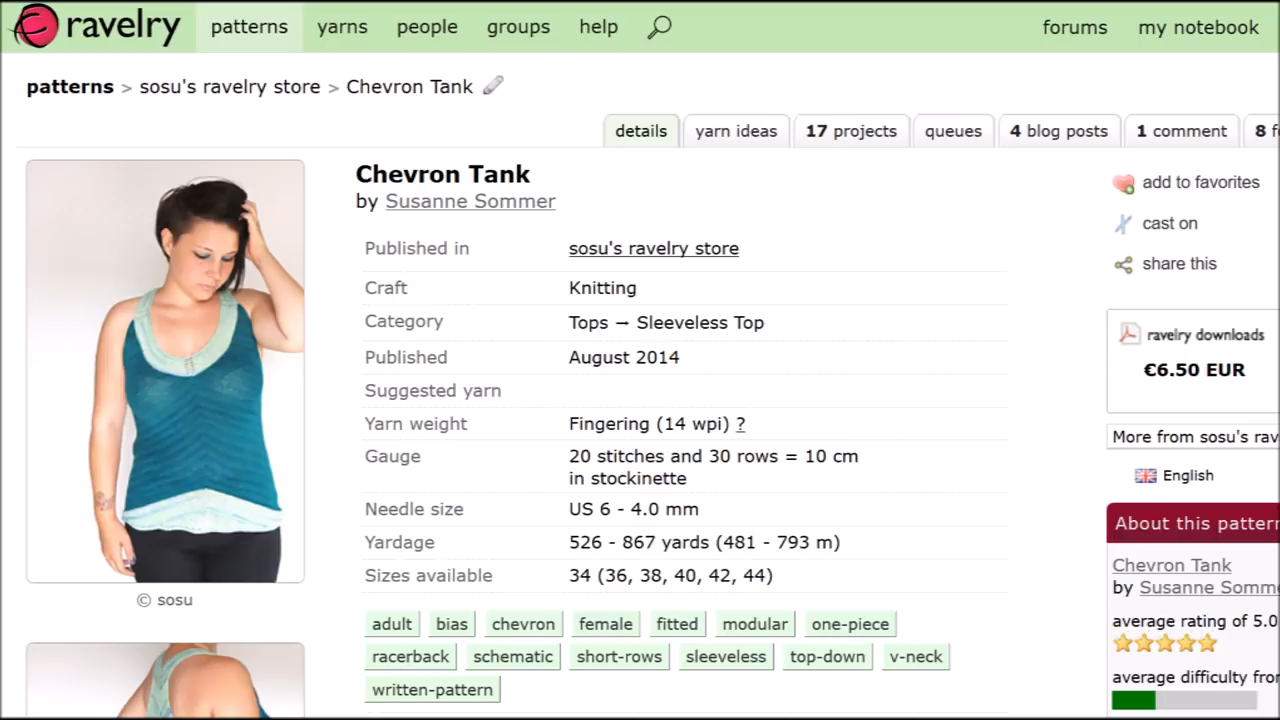 ravelry patterns yarns people groups help forums my notebook
patterns > sosu's ravelry store > Chevron Tank
details yarn ideas 17 projects queues 4 blog posts 1 comment 8 f
Chevron Tank
by Susanne Sommer
Published in sosu's ravelry store
Craft Knitting
Category Tops → Sleeveless Top
Published August 2014
Suggested yarn
Yarn weight Fingering (14 wpi) ?
Gauge 20 stitches and 30 rows = 10 cm
in stockinette
Needle size US 6 - 4.0 mm
Yardage 526 - 867 yards (481 - 793 m)
Sizes available 34 (36, 38, 40, 42, 44)
adult bias chevron female fitted modular one-piece
racerback schematic short-rows sleeveless top-down v-neck
written-pattern
© sosu
add to favorites
cast on
share this
ravelry downloads
€6.50 EUR
More from sosu's rav
English
About this pattern
Chevron Tank
by Susanne Somme
average rating of 5.0
average difficulty from